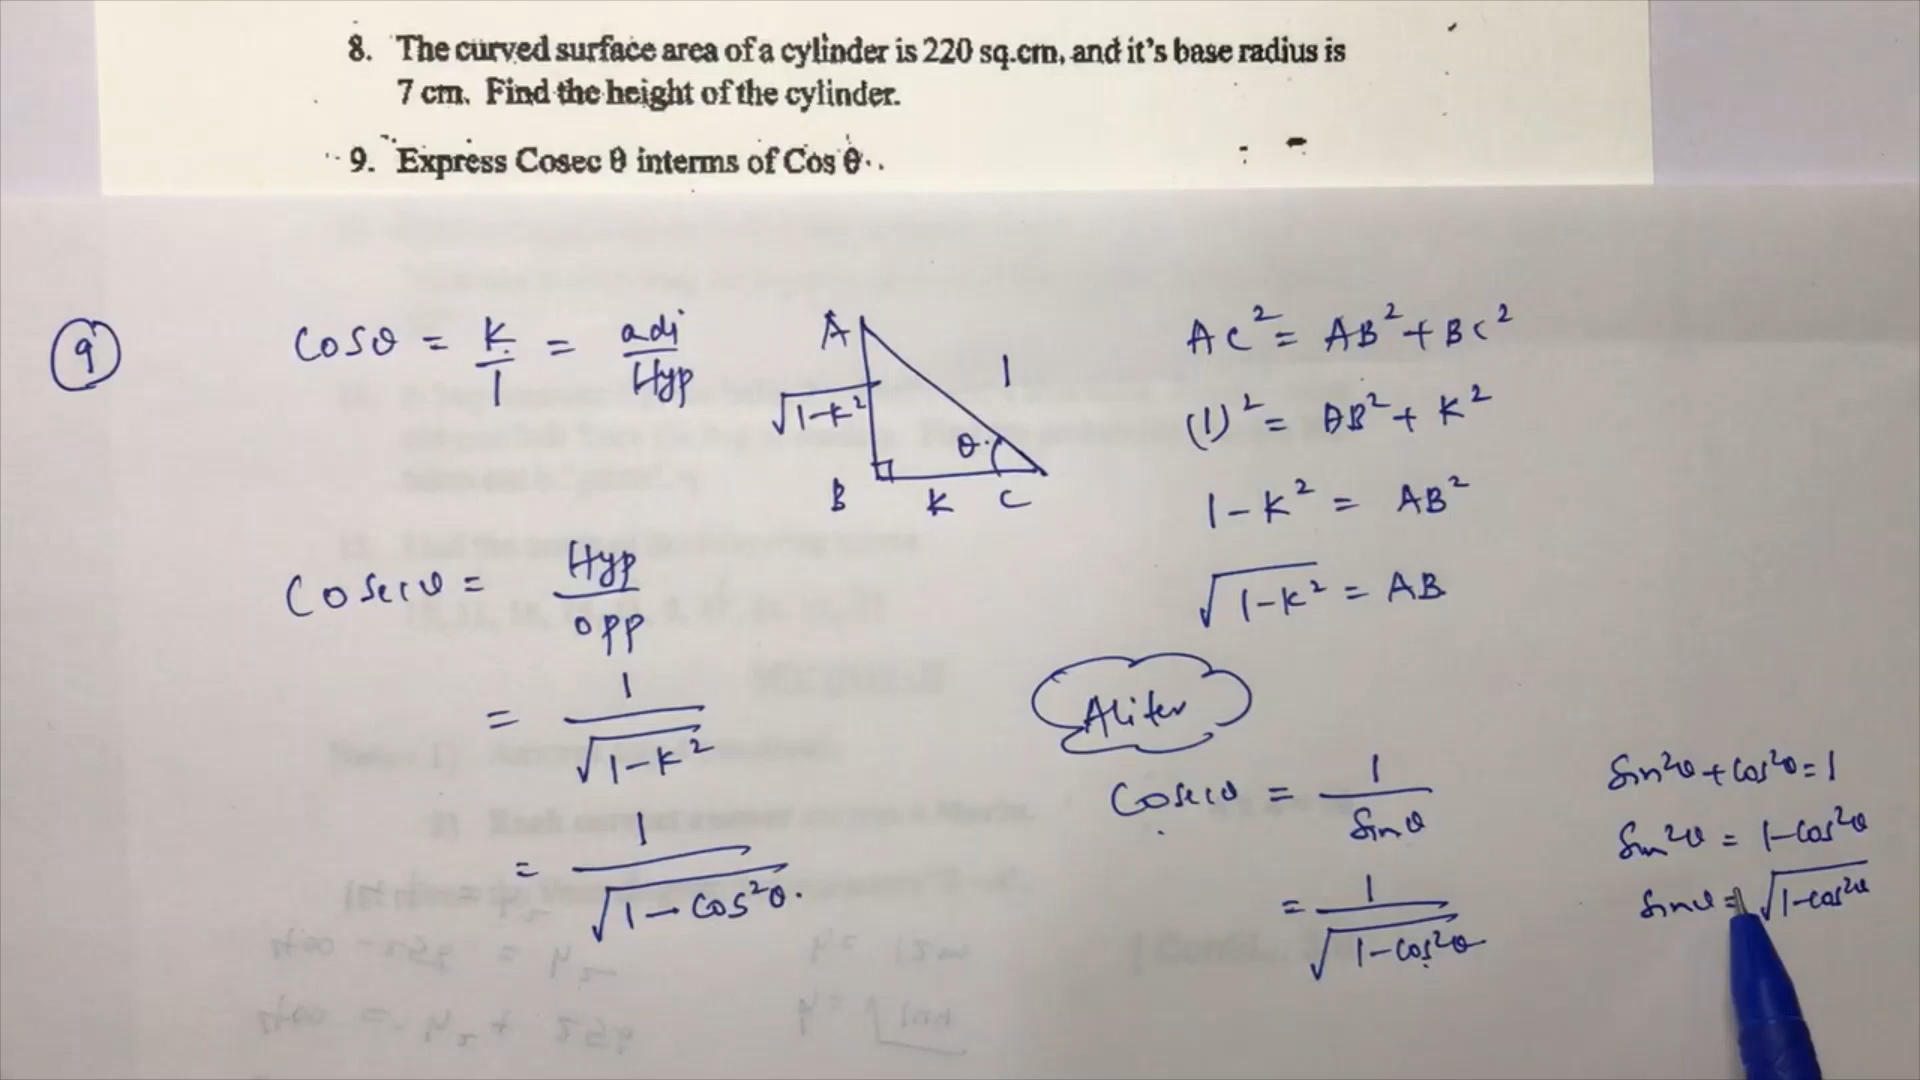 8. The curved surface area of a cylinder is 220 sq.cm, and it's base radius is
7 cm. Find the height of the cylinder.
9. Express Cosec θ interms of Cos θ.
9
Cosθ = K/1 = adj/Hyp
A
1
√1-K²
θ
B K C
Cosecθ = Hyp/opp
= 1/√1-K²
= 1/√1-Cos²θ.
AC² = AB² + BC²
(1)² = AB² + K²
1-K² = AB²
√1-K² = AB
Aliter
Cosecθ = 1/Sinθ
= 1/√1-Cos²θ
Sin²θ + Cos²θ = 1
Sin²θ = 1-Cos²θ
Sinθ = √1-Cos²θ